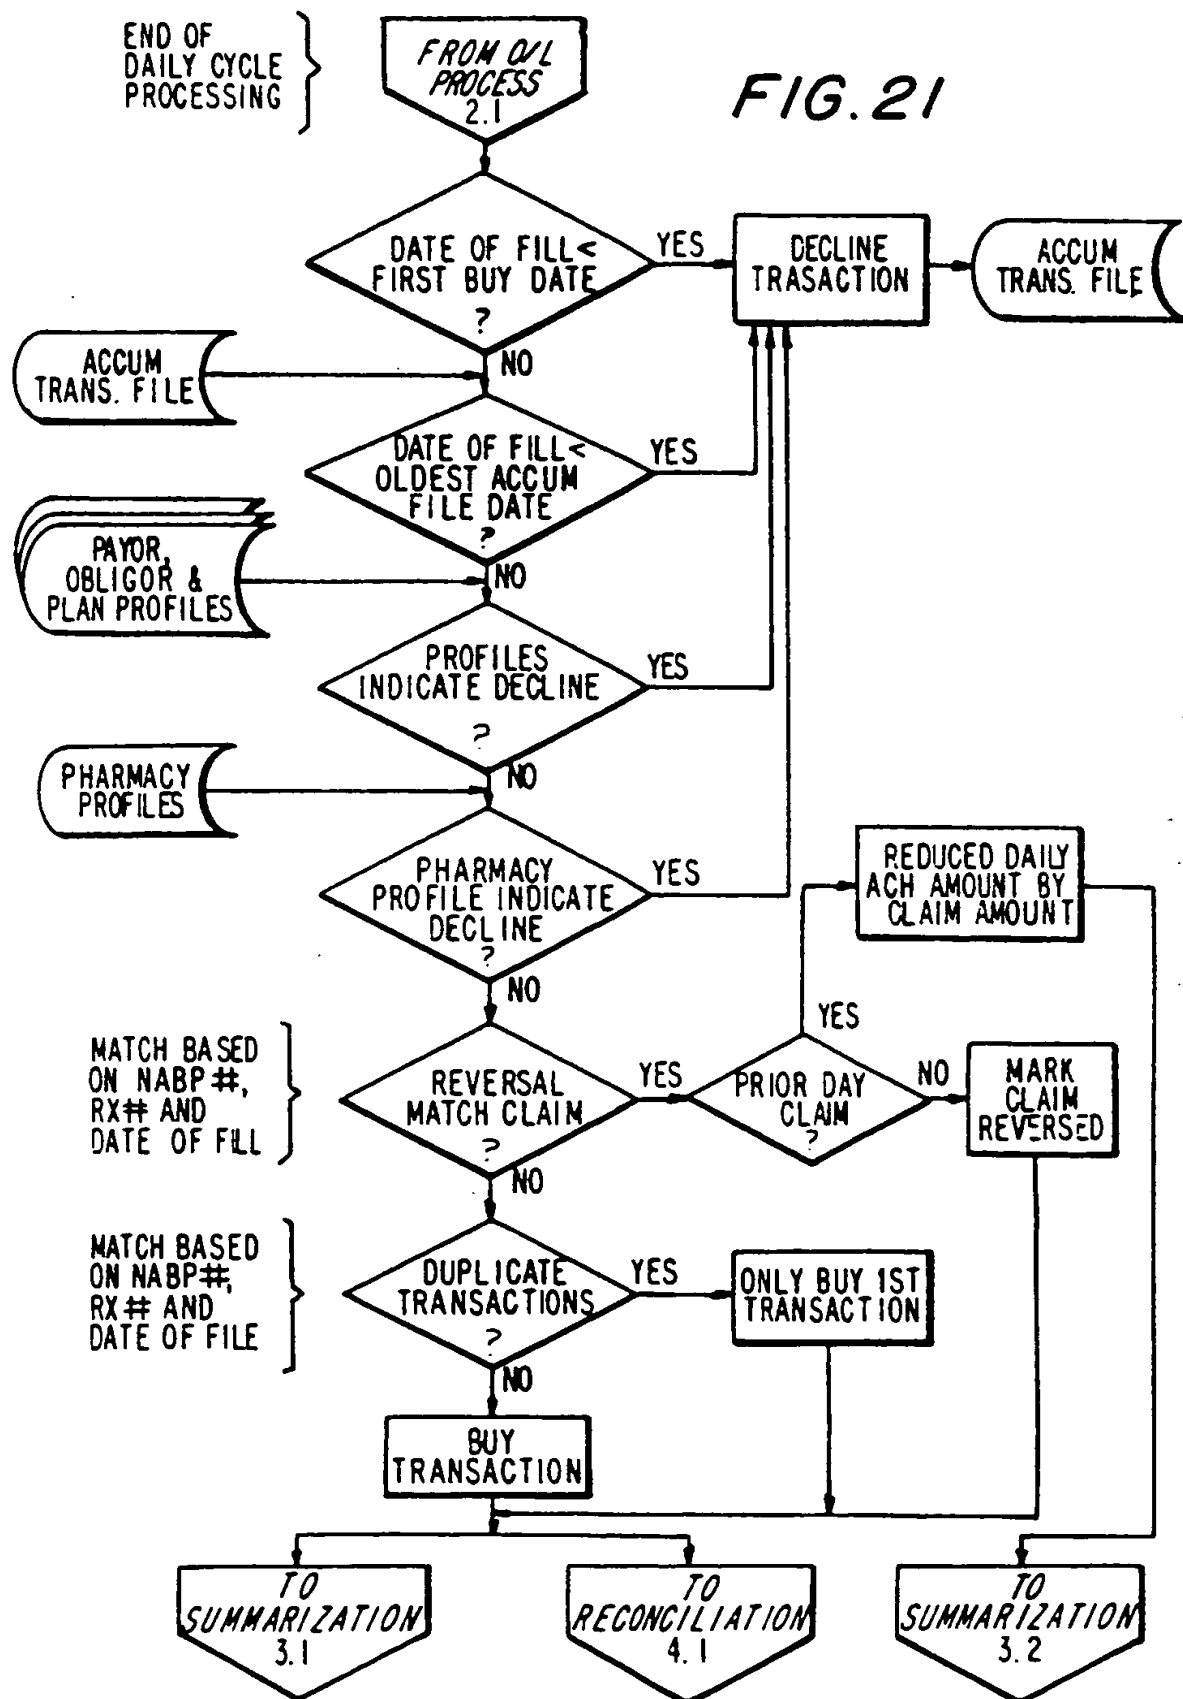 END OF
DAILY CYCLE
PROCESSING
FROM O/L
PROCESS
2.1
FIG.21
DATE OF FILL<
FIRST BUY DATE
?
YES
DECLINE
TRASACTION
ACCUM
TRANS. FILE
NO
ACCUM
TRANS. FILE
DATE OF FILL<
OLDEST ACCUM
FILE DATE
?
YES
NO
PAYOR,
OBLIGOR &
PLAN PROFILES
PROFILES
INDICATE DECLINE
?
YES
NO
PHARMACY
PROFILES
PHARMACY
PROFILE INDICATE
DECLINE
?
YES
NO
REDUCED DAILY
ACH AMOUNT BY
CLAIM AMOUNT
MATCH BASED
ON NABP#,
RX# AND
DATE OF FILL
REVERSAL
MATCH CLAIM
?
YES
PRIOR DAY
CLAIM
?
YES
NO
MARK
CLAIM
REVERSED
NO
MATCH BASED
ON NABP#,
RX# AND
DATE OF FILE
DUPLICATE
TRANSACTIONS
?
YES
ONLY BUY 1ST
TRANSACTION
NO
BUY
TRANSACTION
TO
SUMMARIZATION
3.1
TO
RECONCILIATION
4.1
TO
SUMMARIZATION
3.2